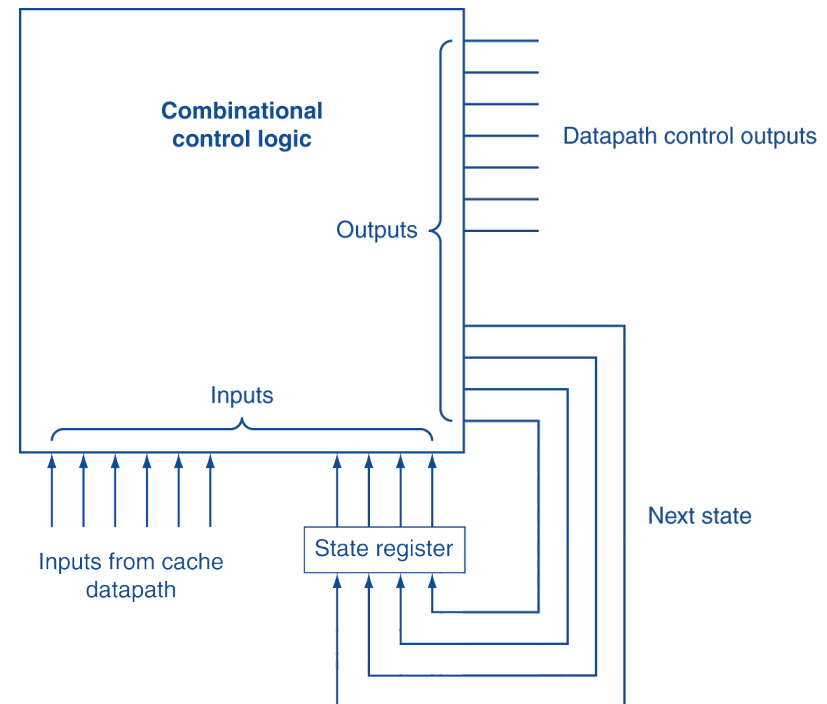 Combinational
control logic
Datapath control outputs
Outputs
Inputs
Next state
State register
Inputs from cache
datapath